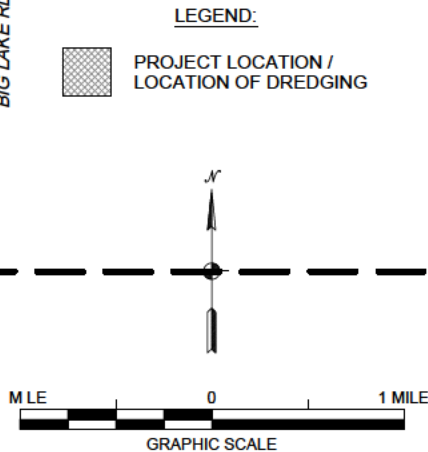 LEGEND:
BIG LAKE
PROJECT LOCATION /
LOCATION OF DREDGING
N
M LE 0 1 MILE
GRAPHIC SCALE